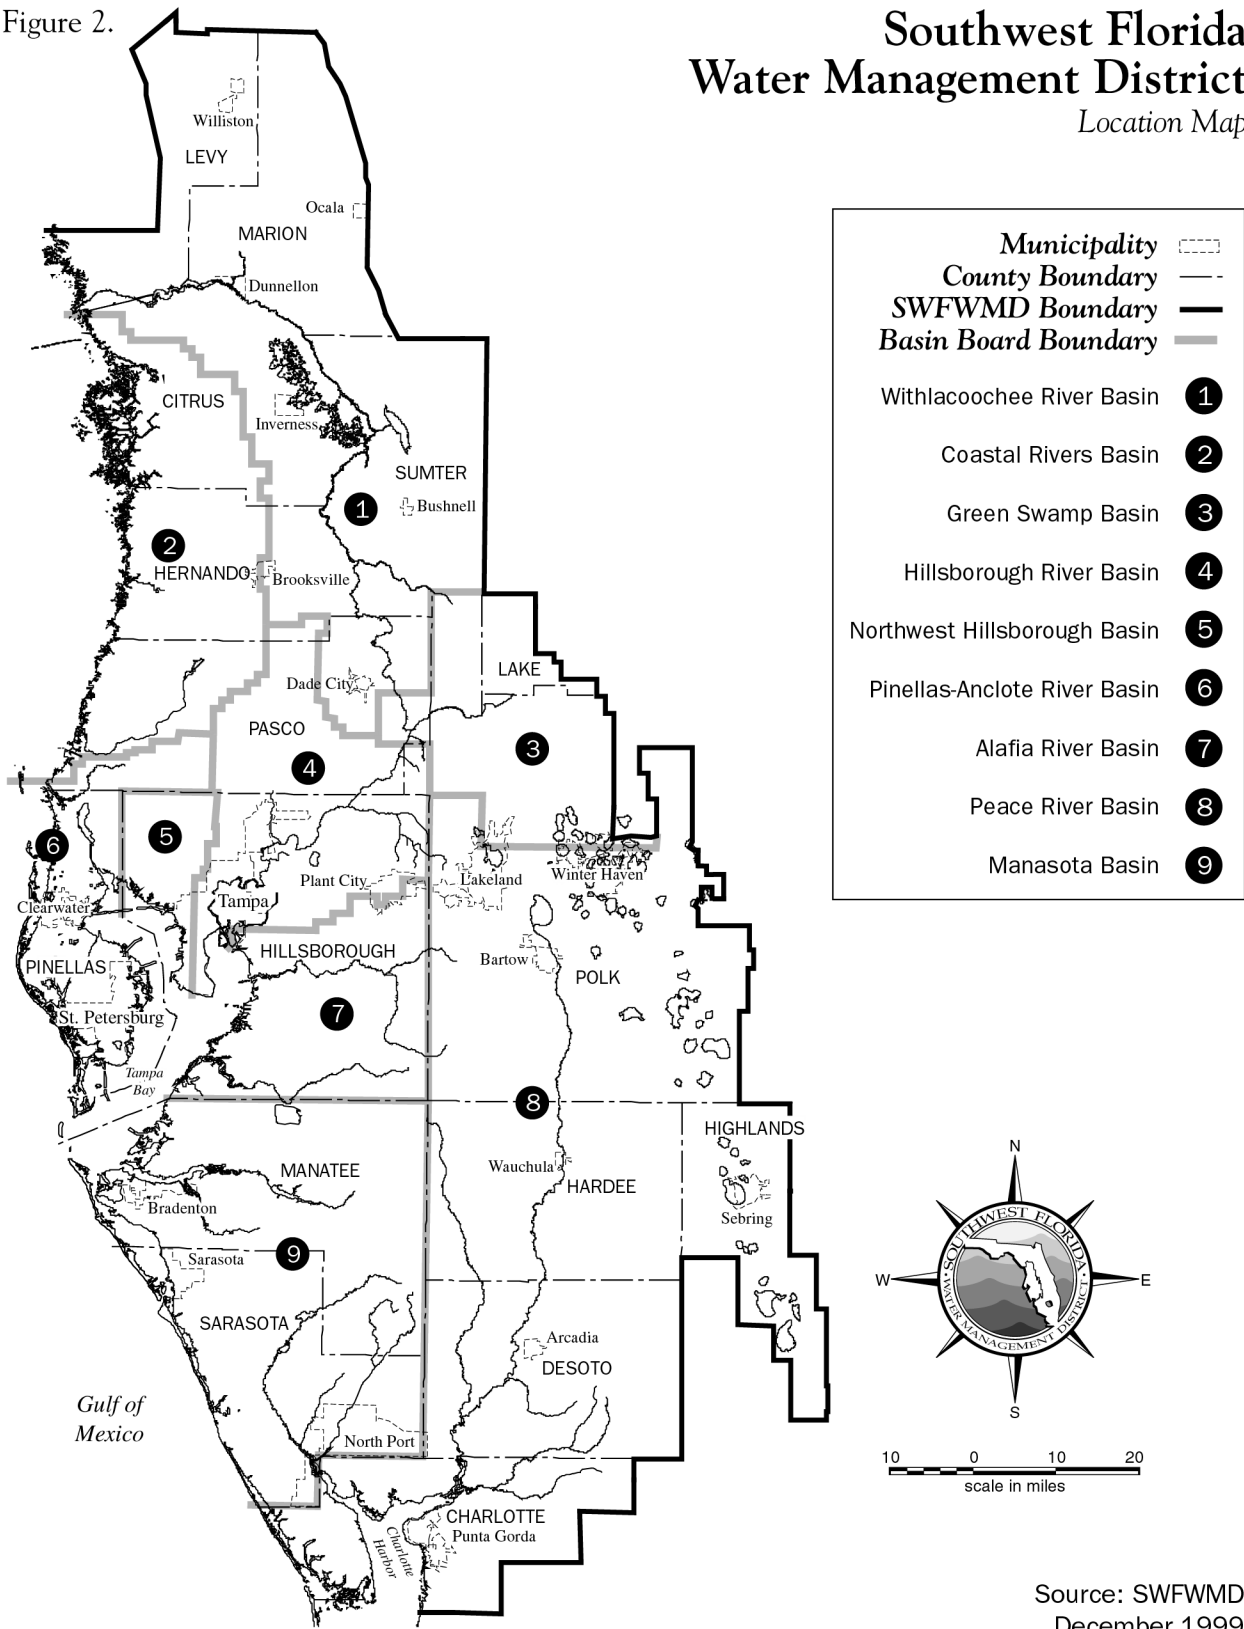 Figure 2.
Southwest Florida
Water Management District
Location Map
Municipality
County Boundary
SWFWMD Boundary
Basin Board Boundary
Withlacoochee River Basin 1
Coastal Rivers Basin 2
Green Swamp Basin 3
Hillsborough River Basin 4
Northwest Hillsborough Basin 5
Pinellas-Anclote River Basin 6
Alafia River Basin 7
Peace River Basin 8
Manasota Basin 9
Williston
LEVY
Ocala
MARION
Dunnellon
CITRUS
Inverness
SUMTER
1
Bushnell
2
HERNANDO
Brooksville
LAKE
Dade City
PASCO
3
4
5
6
Plant City
Lakeland
Winter Haven
Clearwater
Tampa
HILLSBOROUGH
Bartow
PINELLAS
POLK
7
St. Petersburg
Tampa
Bay
8
HIGHLANDS
MANATEE
Wauchula
HARDEE
Bradenton
Sebring
9
Sarasota
SARASOTA
Arcadia
DESOTO
Gulf of
Mexico
North Port
CHARLOTTE
Punta Gorda
Charlotte
Harbor
N
W
E
S
SOUTHWEST FLORIDA
WATER MANAGEMENT DISTRICT
10 0 10 20
scale in miles
Source: SWFWMD
December 1999